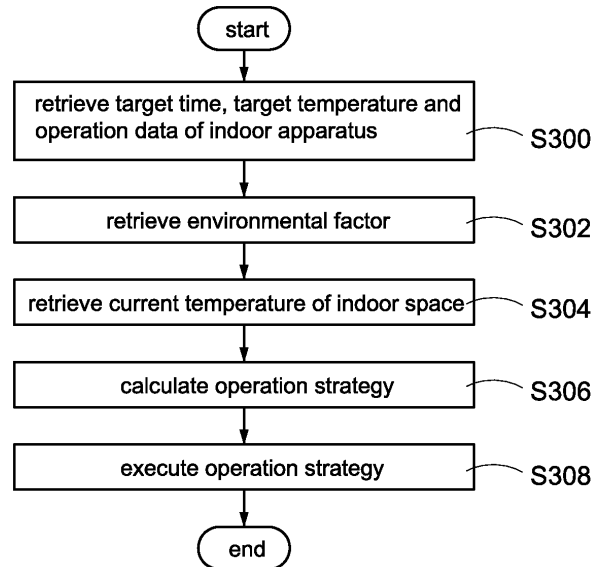 start
retrieve target time, target temperature and
operation data of indoor apparatus
S300
retrieve environmental factor
S302
retrieve current temperature of indoor space
S304
calculate operation strategy
S306
execute operation strategy
S308
end